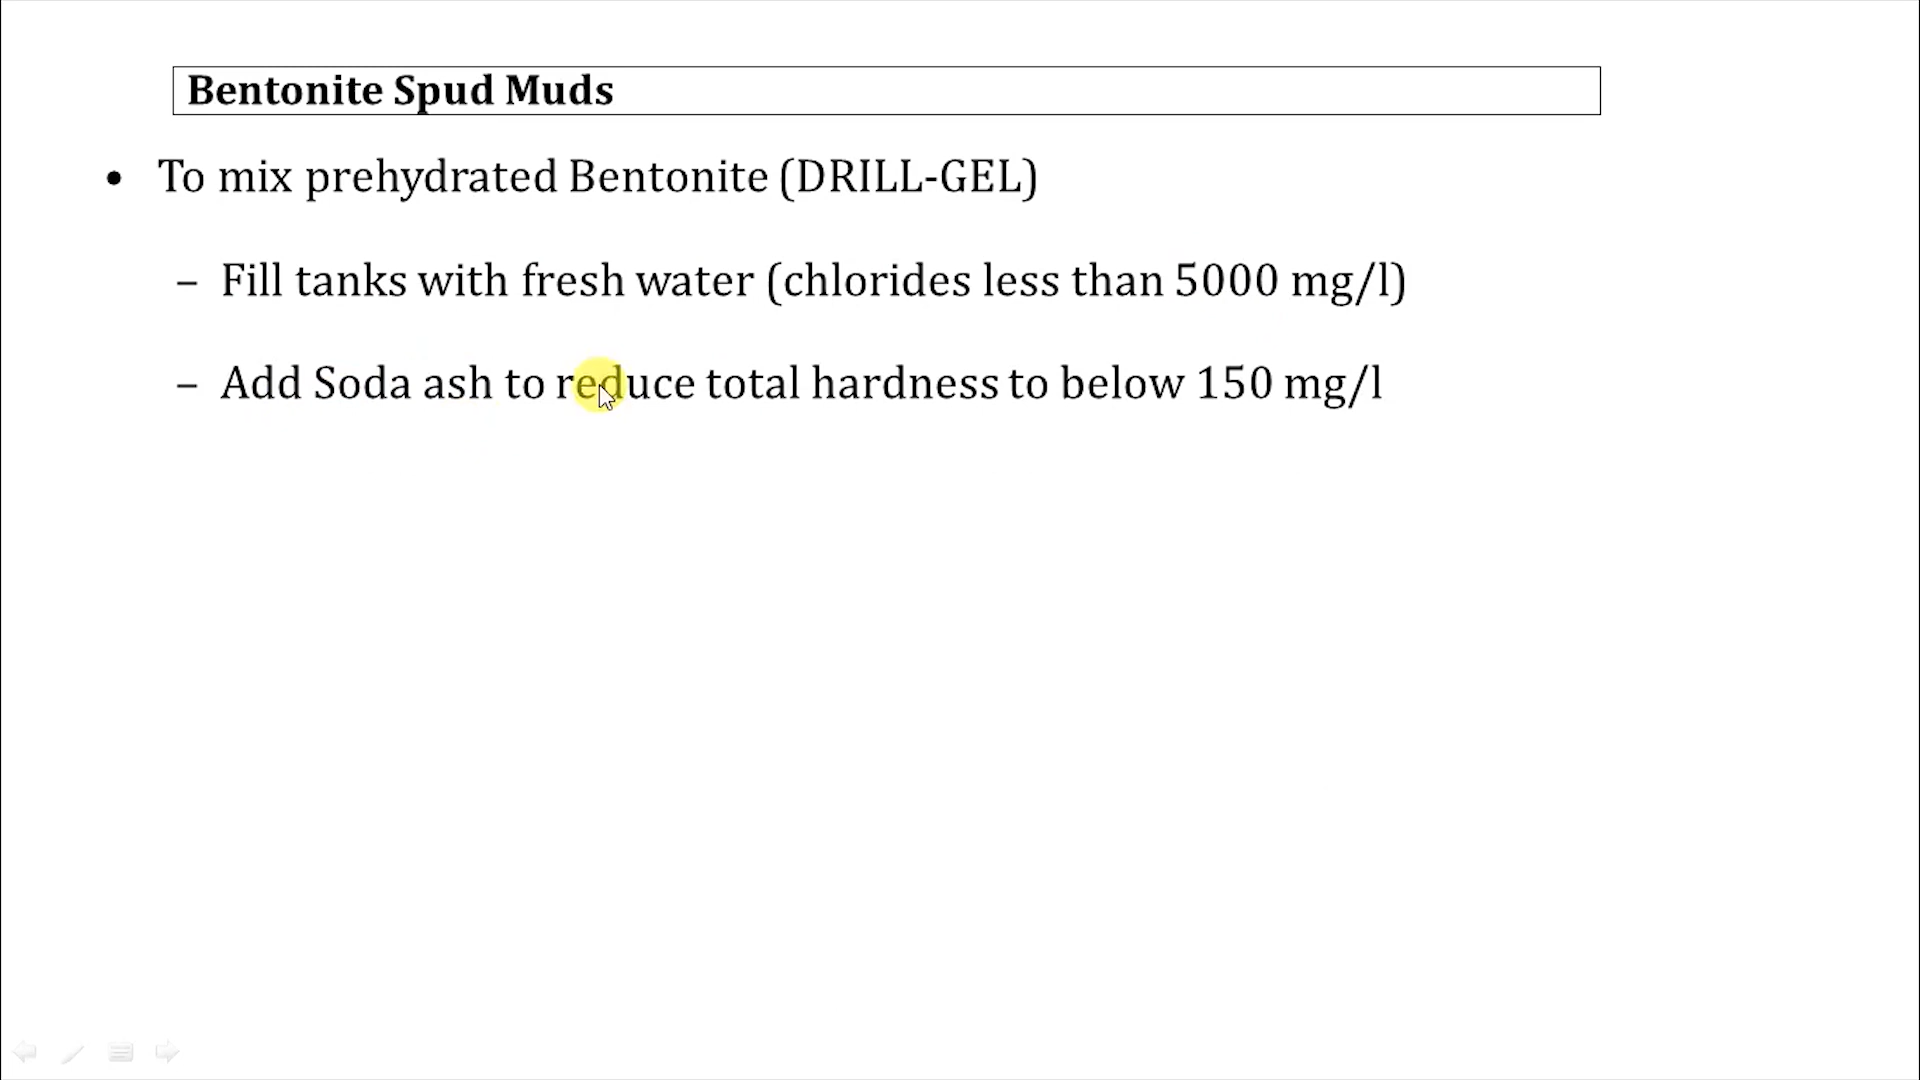 Bentonite Spud Muds
• To mix prehydrated Bentonite (DRILL-GEL)
– Fill tanks with fresh water (chlorides less than 5000 mg/l)
– Add Soda ash to reduce total hardness to below 150 mg/l